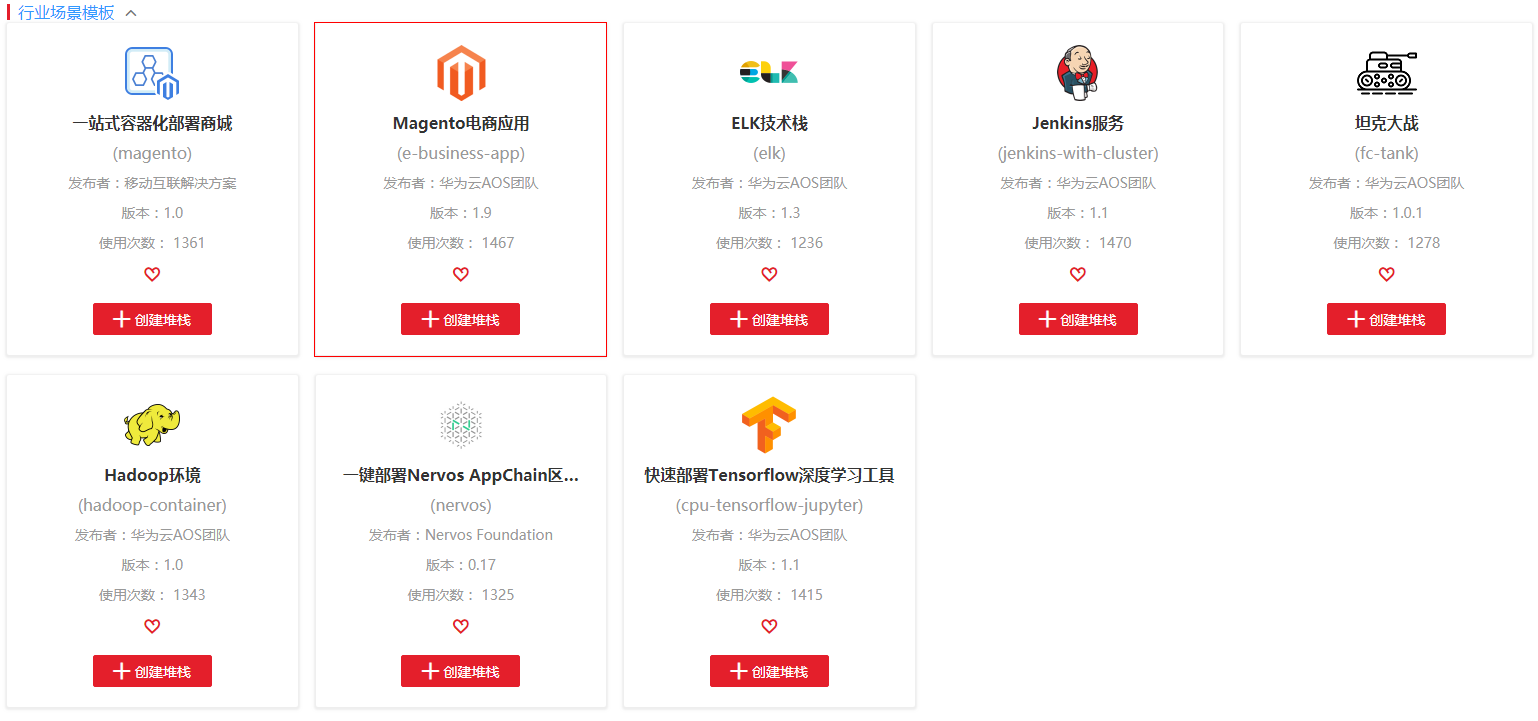 行业场景模板
一站式容器化部署商城
(magento)
发布者：移动互联解决方案
版本：1.0
使用次数： 1361
创建堆栈
Magento电商应用
(e-business-app)
发布者：华为云AOS团队
版本：1.9
使用次数： 1467
创建堆栈
ELK
ELK技术栈
(elk)
发布者：华为云AOS团队
版本：1.3
使用次数： 1236
创建堆栈
Jenkins服务
(jenkins-with-cluster)
发布者：华为云AOS团队
版本：1.1
使用次数： 1470
创建堆栈
坦克大战
(fc-tank)
发布者：华为云AOS团队
版本：1.0.1
使用次数： 1278
创建堆栈
Hadoop环境
(hadoop-container)
发布者：华为云AOS团队
版本：1.0
使用次数： 1343
创建堆栈
一键部署Nervos AppChain区...
(nervos)
发布者：Nervos Foundation
版本：0.17
使用次数： 1325
创建堆栈
快速部署Tensorflow深度学习工具
(cpu-tensorflow-jupyter)
发布者：华为云AOS团队
版本：1.1
使用次数： 1415
创建堆栈